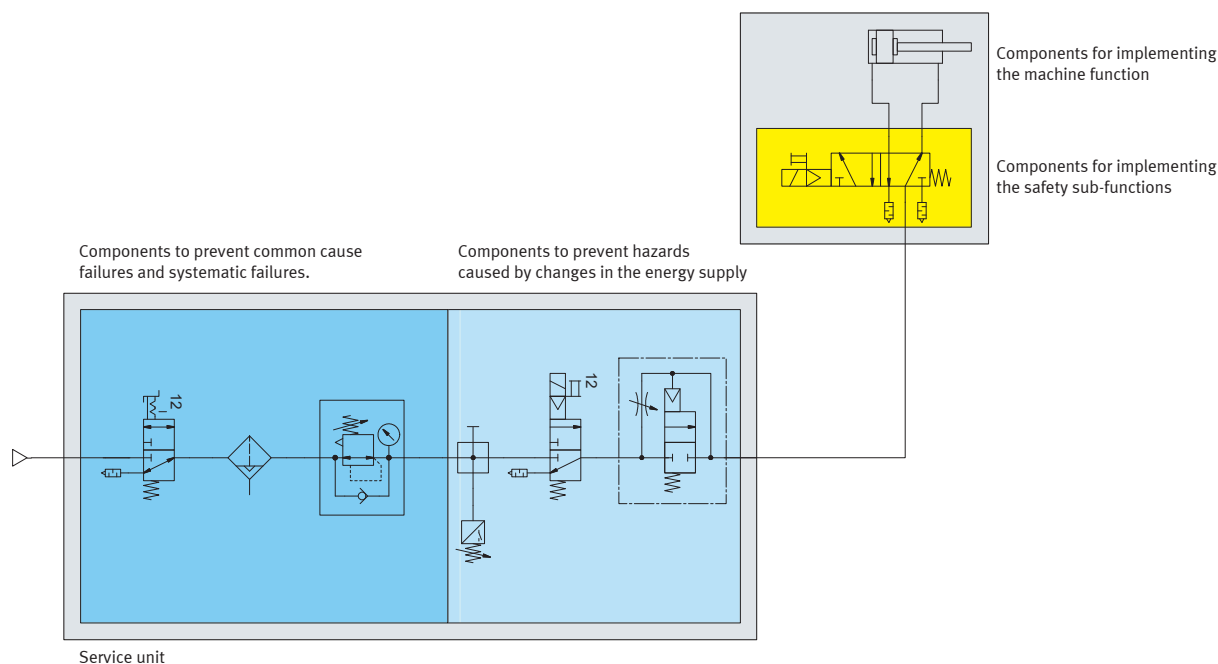 Components for implementing
the machine function
Components for implementing
the safety sub-functions
Components to prevent common cause
failures and systematic failures.
Components to prevent hazards
caused by changes in the energy supply
12
12
Service unit